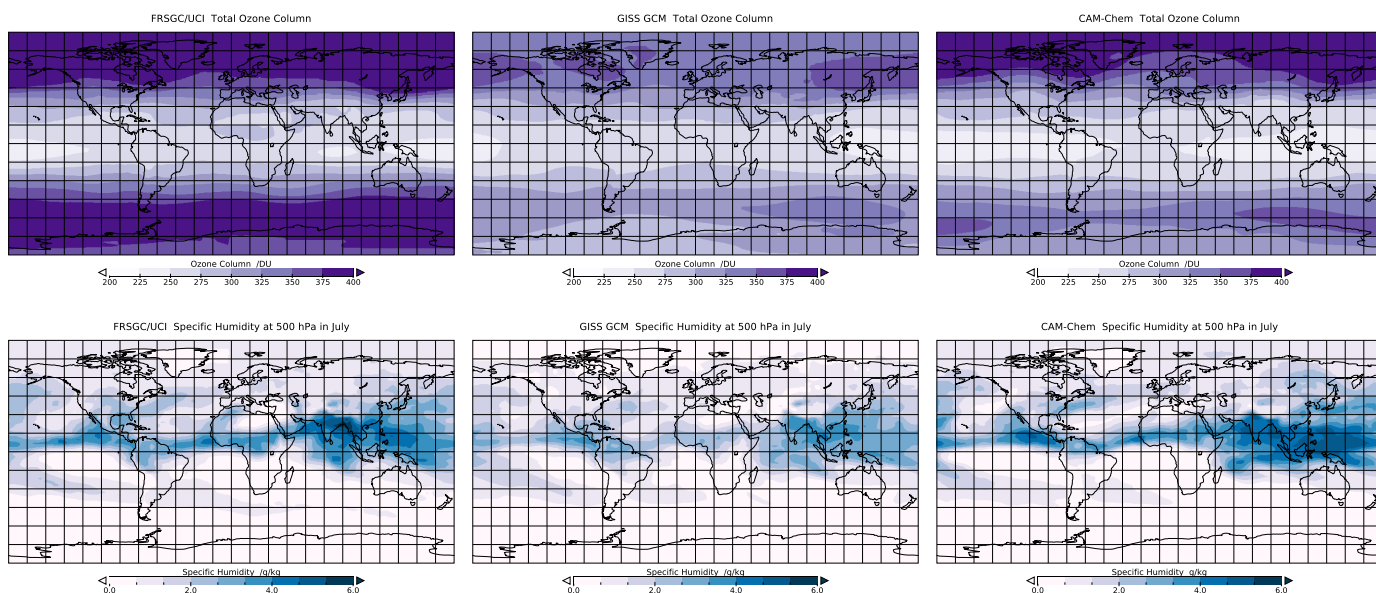 FRSGC/UCI  Total Ozone Column
GISS GCM  Total Ozone Column
CAM-Chem  Total Ozone Column
Ozone Column  /DU
200 225 250 275 300 325 350 375 400
Ozone Column  /DU
200 225 250 275 300 325 350 375 400
Ozone Column  /DU
200 225 250 275 300 325 350 375 400
FRSGC/UCI  Specific Humidity at 500 hPa in July
GISS GCM  Specific Humidity at 500 hPa in July
CAM-Chem  Specific Humidity at 500 hPa in July
Specific Humidity  /g/kg
0.0 2.0 4.0 6.0
Specific Humidity  g/kg
0.0 2.0 4.0 6.0
Specific Humidity  g/kg
0.0 2.0 4.0 6.0